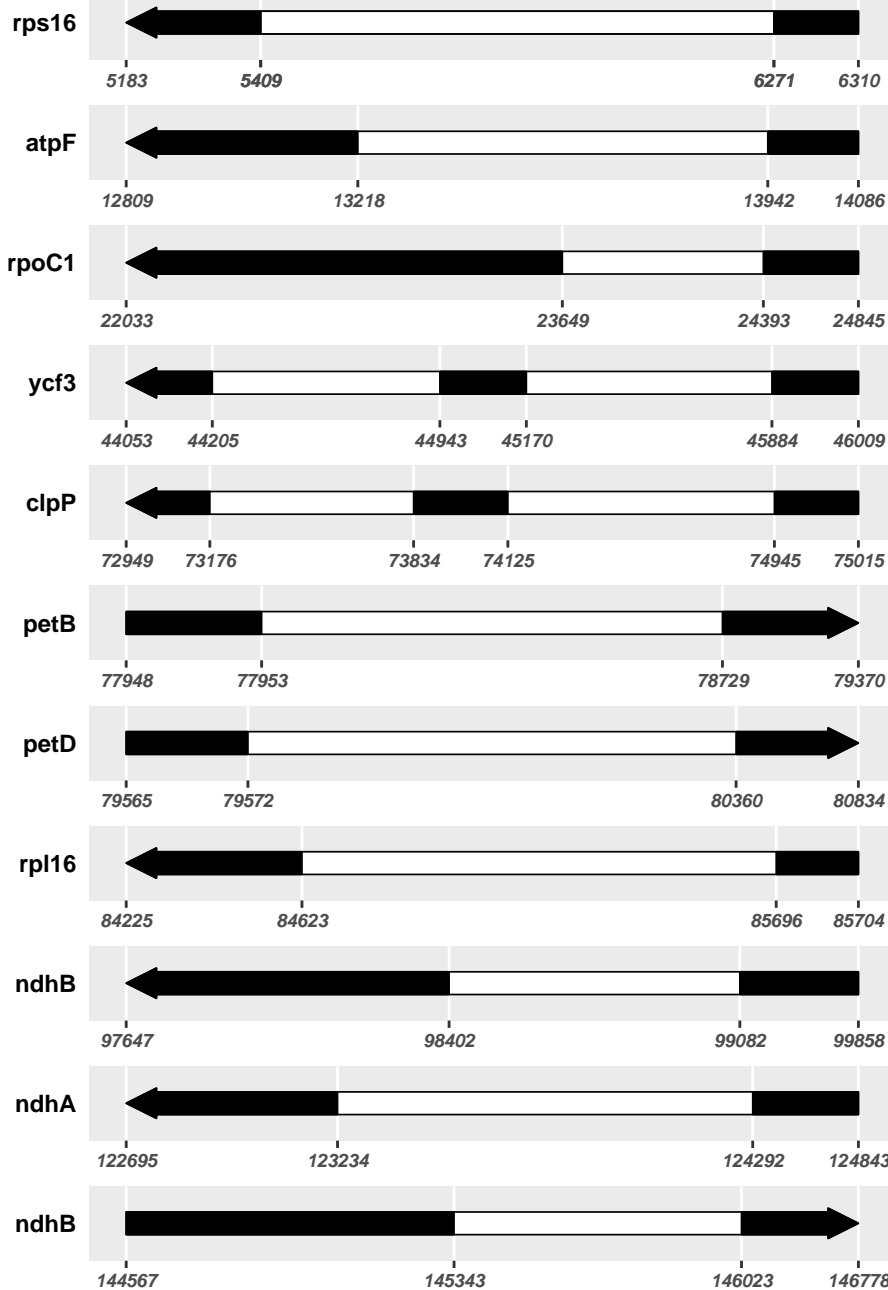 rps16
5183 5409 6271 6310
atpF
12809 13218 13942 14086
rpoC1
22033 23649 24393 24845
ycf3
44053 44205 44943 45170 45884 46009
clpP
72949 73176 73834 74125 74945 75015
petB
77948 77953 78729 79370
petD
79565 79572 80360 80834
rpl16
84225 84623 85696 85704
ndhB
97647 98402 99082 99858
ndhA
122695 123234 124292 124843
ndhB
144567 145343 146023 146778